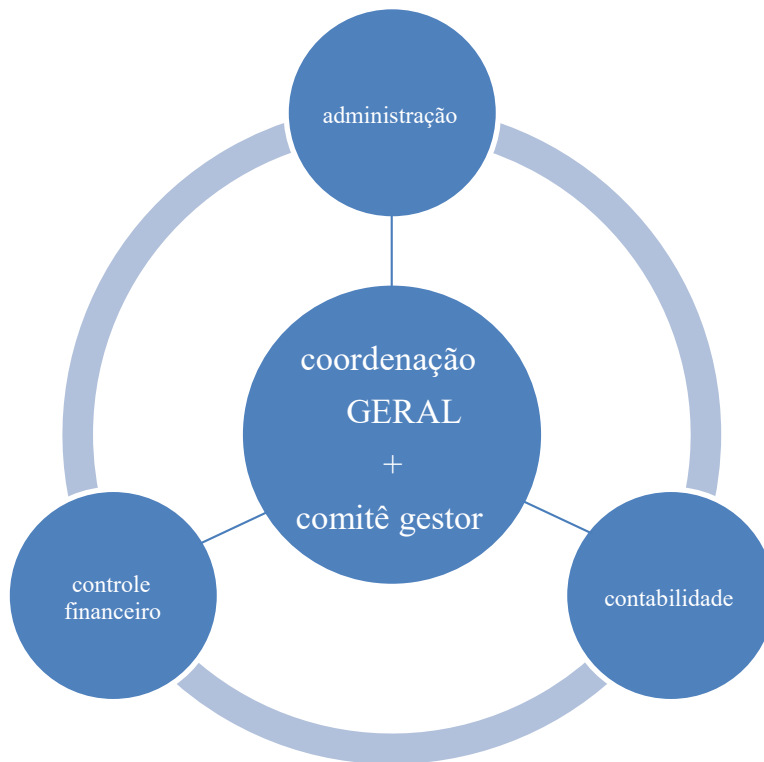 administração
coordenação
GERAL
+
comitê gestor
controle
financeiro
contabilidade